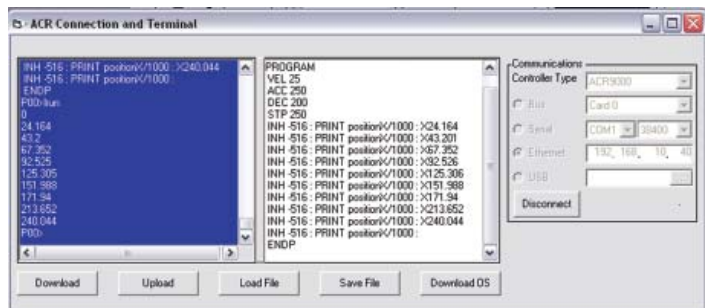 ACR Connection and Terminal
INH -516 : PRINT positionX/1000 : X240.044
INH -516 : PRINT positionX/1000 :
ENDP
P00>lrun
0
24.164
43.2
67.352
92.525
125.305
151.988
171.94
213.652
240.044
P00>
PROGRAM
VEL 25
ACC 250
DEC 200
STP 250
INH -516 : PRINT positionX/1000 : X24.164
INH -516 : PRINT positionX/1000 : X43.201
INH -516 : PRINT positionX/1000 : X67.352
INH -516 : PRINT positionX/1000 : X92.526
INH -516 : PRINT positionX/1000 : X125.306
INH -516 : PRINT positionX/1000 : X151.988
INH -516 : PRINT positionX/1000 : X171.94
INH -516 : PRINT positionX/1000 : X213.652
INH -516 : PRINT positionX/1000 : X240.044
INH -516 : PRINT positionX/1000 :
ENDP
Communications
Controller Type ACR9000
Bus Card 0
Serial COM1 38400
Ethernet 192. 168. 10. 40
USB ...
Disconnect
Download Upload Load File Save File Download OS